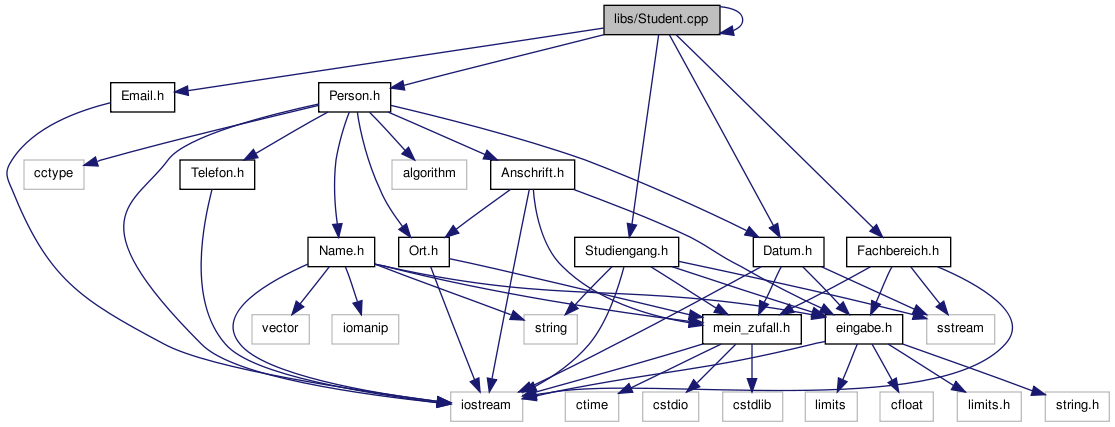 libs/Student.cpp
Email.h
Person.h
cctype
Telefon.h
algorithm
Anschrift.h
Name.h
Ort.h
Studiengang.h
Datum.h
Fachbereich.h
vector
iomanip
string
mein_zufall.h
eingabe.h
sstream
iostream
ctime
cstdio
cstdlib
limits
cfloat
limits.h
string.h